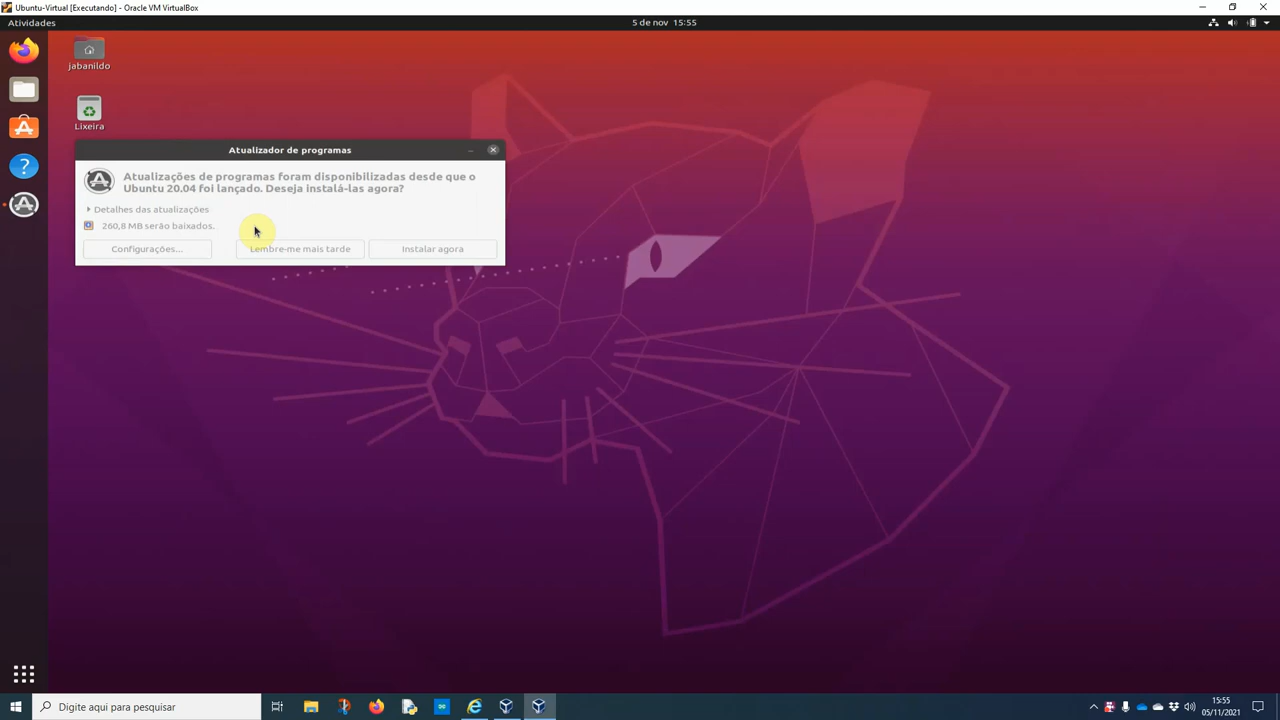 Ubuntu-Virtual [Executando] - Oracle VM VirtualBox
Atividades
5 de nov 15:55
jabanildo
Lixeira
Atualizador de programas
Atualizações de programas foram disponibilizadas desde que o
Ubuntu 20.04 foi lançado. Deseja instalá-las agora?
Detalhes das atualizações
260,8 MB serão baixados.
Configurações...
Lembre-me mais tarde
Instalar agora
Digite aqui para pesquisar
15:55
05/11/2021